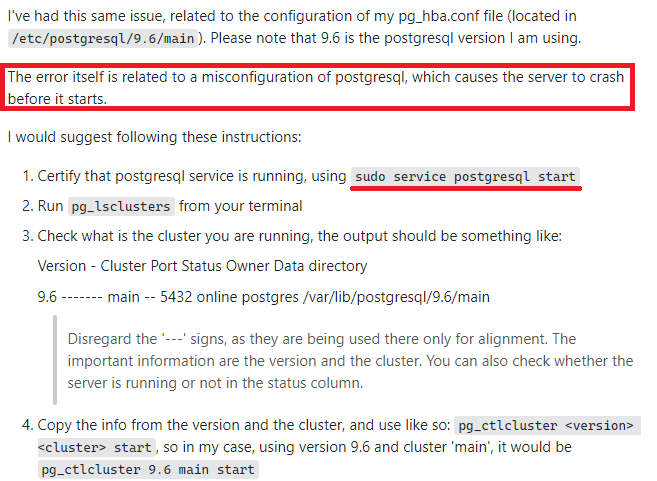 I've had this same issue, related to the configuration of my pg_hba.conf file (located in
/etc/postgresql/9.6/main). Please note that 9.6 is the postgresql version I am using.
The error itself is related to a misconfiguration of postgresql, which causes the server to crash
before it starts.
I would suggest following these instructions:
1. Certify that postgresql service is running, using sudo service postgresql start
2. Run pg_lsclusters from your terminal
3. Check what is the cluster you are running, the output should be something like:
Version - Cluster Port Status Owner Data directory
9.6 ------- main -- 5432 online postgres /var/lib/postgresql/9.6/main
Disregard the '---' signs, as they are being used there only for alignment. The
important information are the version and the cluster. You can also check whether the
server is running or not in the status column.
4. Copy the info from the version and the cluster, and use like so: pg_ctlcluster <version>
<cluster> start, so in my case, using version 9.6 and cluster 'main', it would be
pg_ctlcluster 9.6 main start